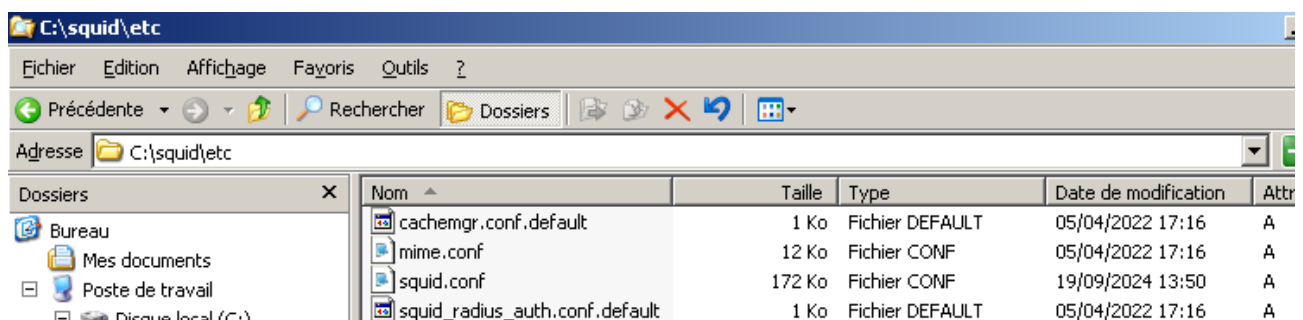 C:\squid\etc
Fichier Edition Affichage Favoris Outils ?
Précédente Rechercher Dossiers
Adresse C:\squid\etc
Dossiers Nom Taille Type Date de modification Attr
Bureau cachemgr.conf.default 1 Ko Fichier DEFAULT 05/04/2022 17:16 A
Mes documents mime.conf 12 Ko Fichier CONF 05/04/2022 17:16 A
Poste de travail squid.conf 172 Ko Fichier CONF 19/09/2024 13:50 A
Disque local (C:) squid_radius_auth.conf.default 1 Ko Fichier DEFAULT 05/04/2022 17:16 A